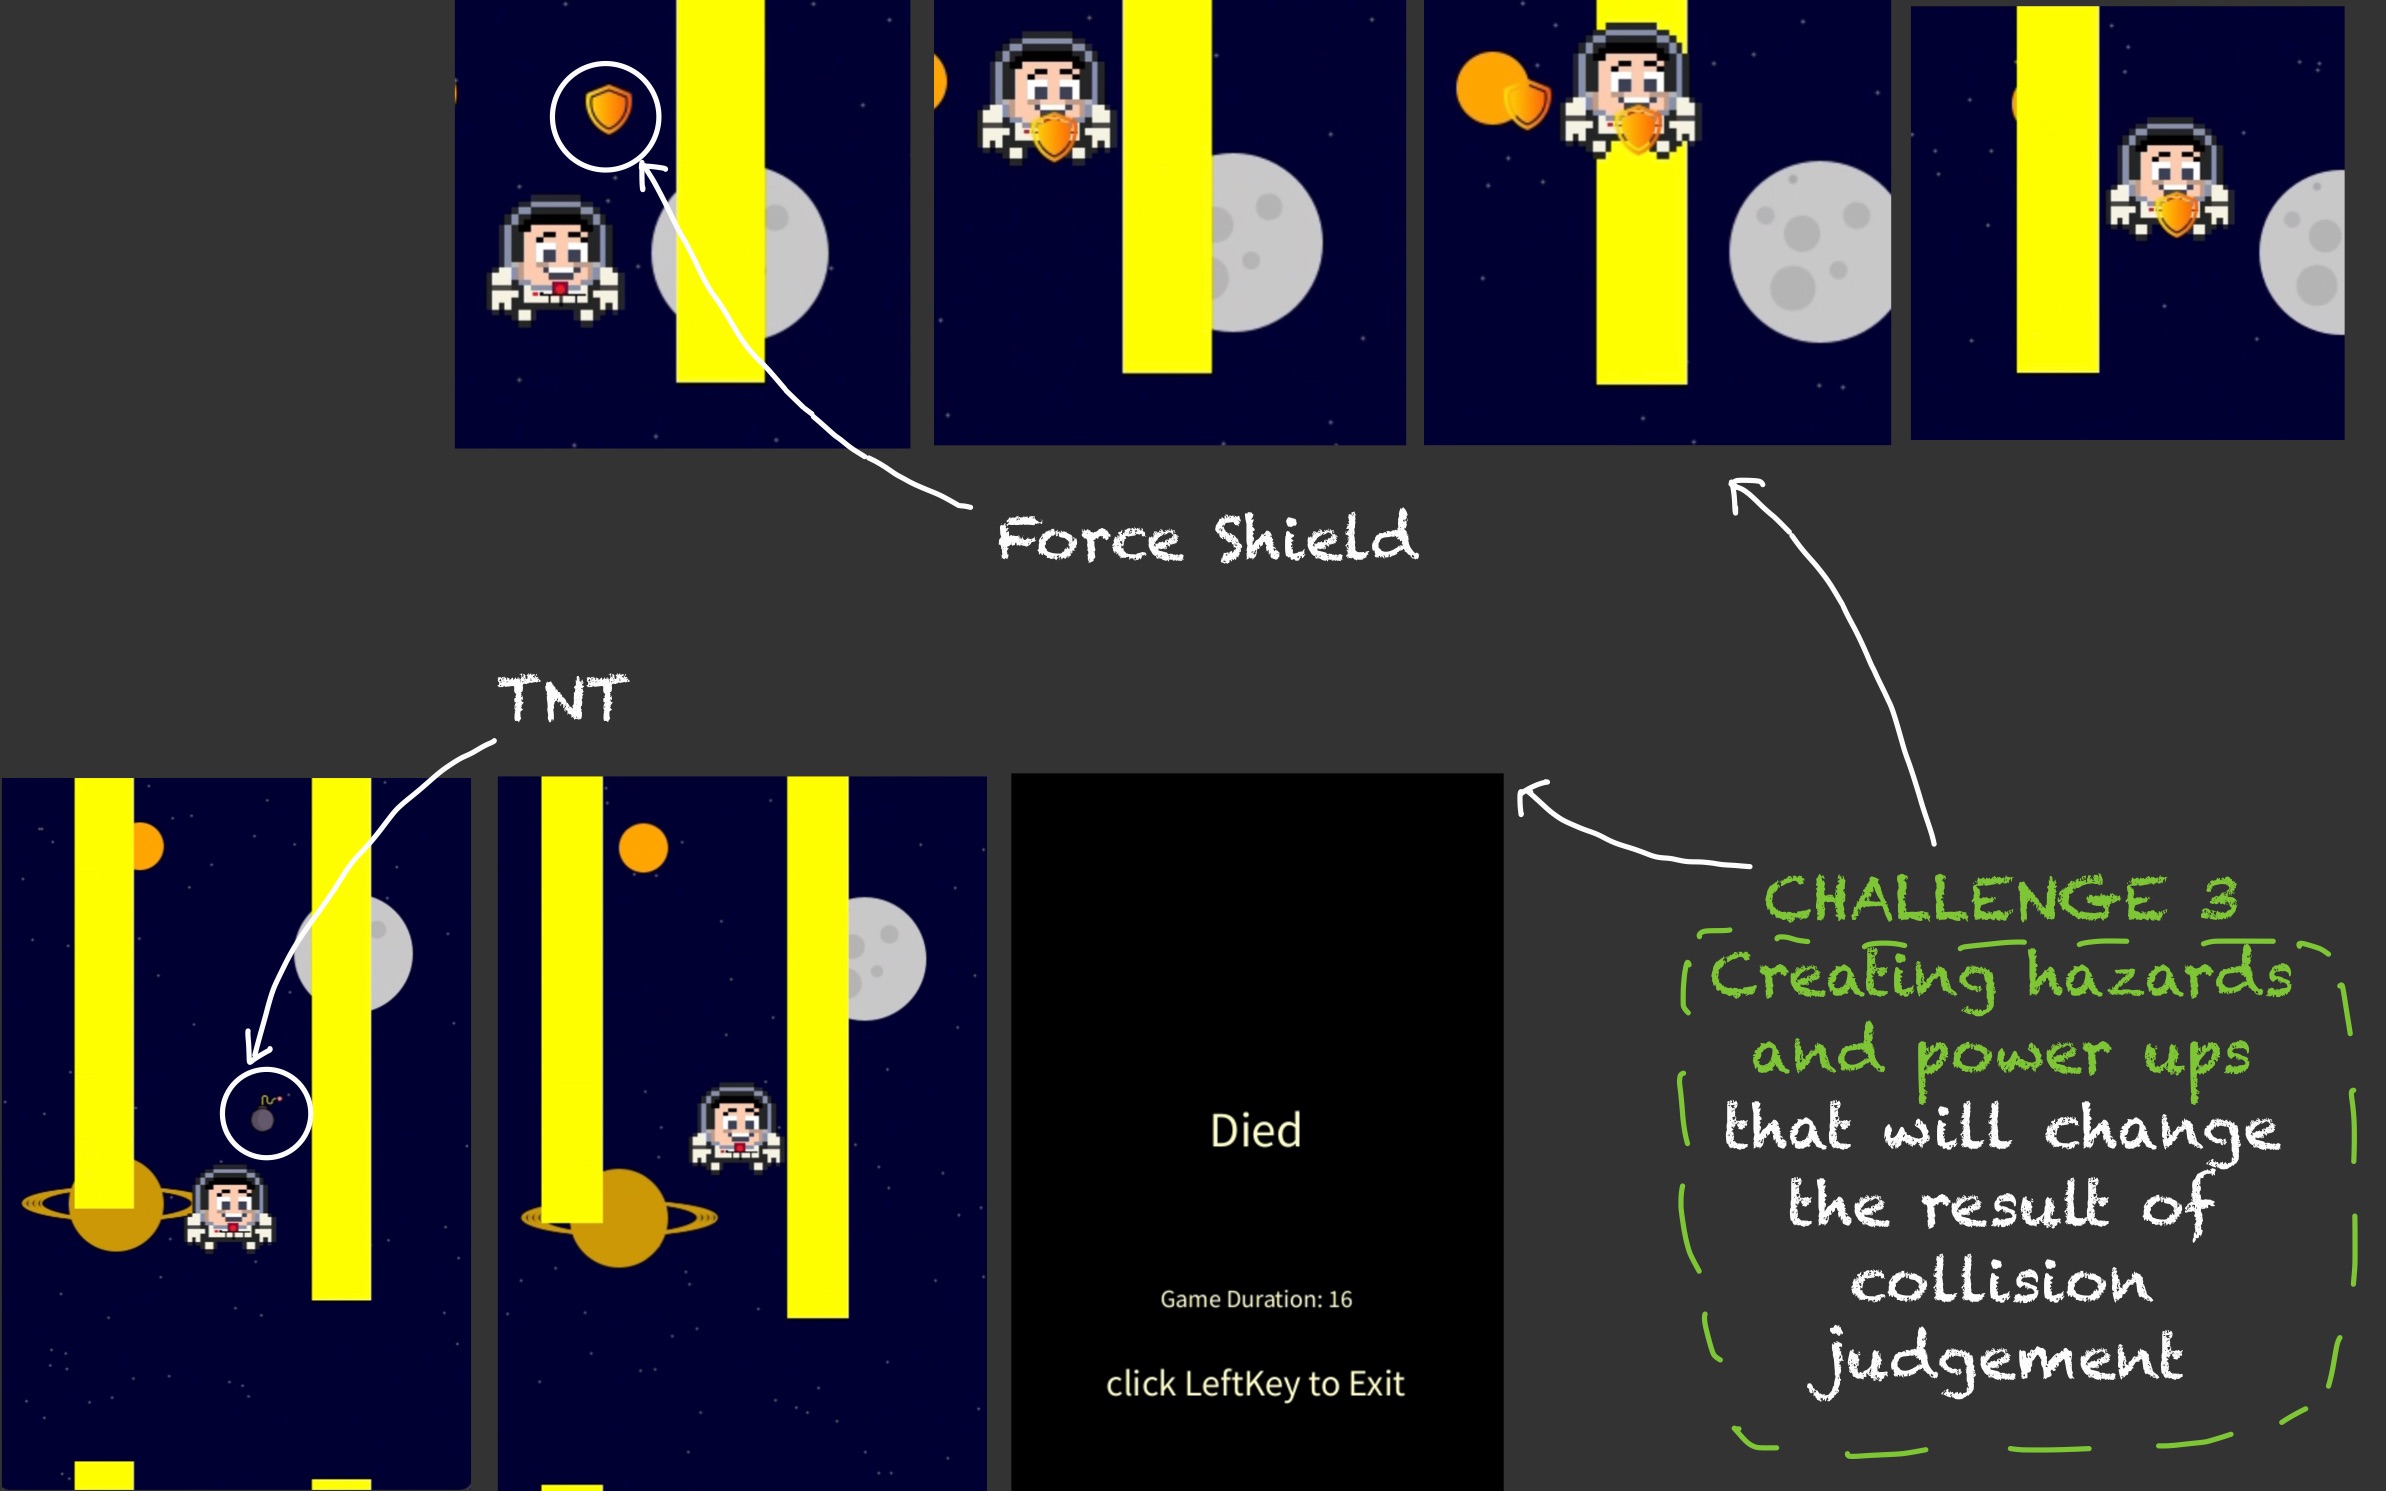 Force Shield
TNT
Died
Game Duration: 16
click LeftKey to Exit
CHALLENGE 3
Creating hazards
and power ups
that will change
the result of
collision
judgement